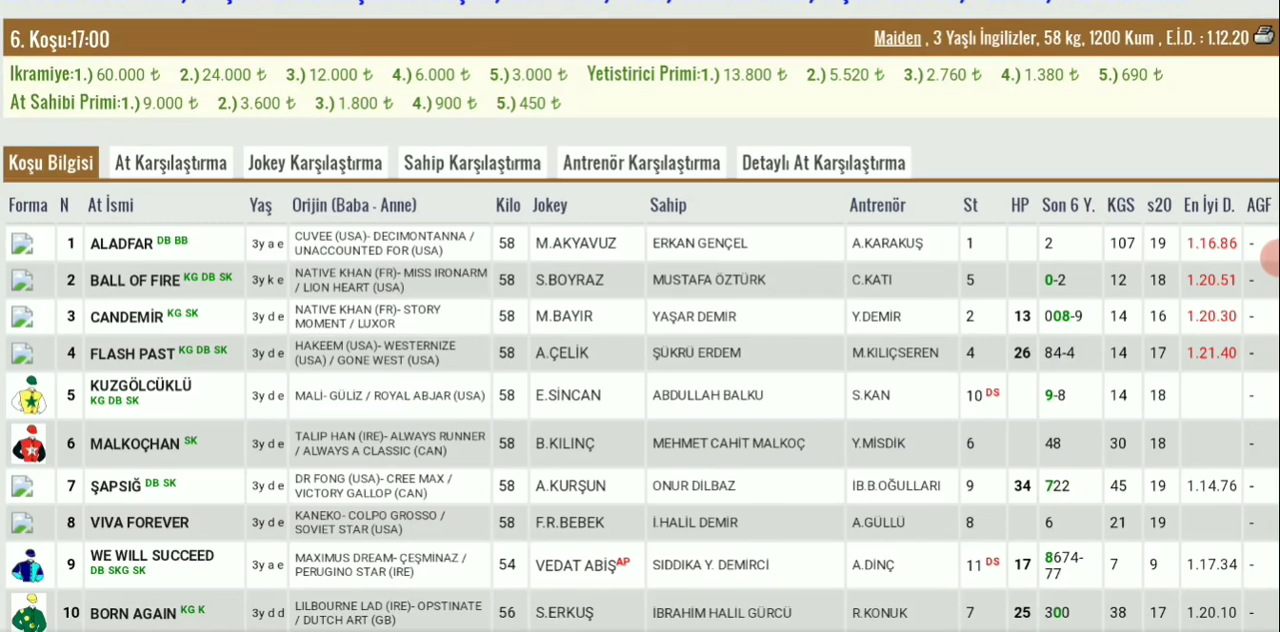 6. Koşu:17:00 Maiden , 3 Yaşlı İngilizler, 58 kg, 1200 Kum , E.İ.D. : 1.12.20
Ikramiye:1.) 60.000 ₺ 2.) 24.000 ₺ 3.) 12.000 ₺ 4.) 6.000 ₺ 5.) 3.000 ₺ Yetistirici Primi:1.) 13.800 ₺ 2.) 5.520 ₺ 3.) 2.760 ₺ 4.) 1.380 ₺ 5.) 690 ₺
At Sahibi Primi:1.) 9.000 ₺ 2.) 3.600 ₺ 3.) 1.800 ₺ 4.) 900 ₺ 5.) 450 ₺
Koşu Bilgisi At Karşılaştırma Jokey Karşılaştırma Sahip Karşılaştırma Antrenör Karşılaştırma Detaylı At Karşılaştırma
Forma N At İsmi Yaş Orijin (Baba - Anne) Kilo Jokey Sahip Antrenör St HP Son 6 Y. KGS s20 En İyi D. AGF
1 ALADFAR DB BB 3y a e CUVEE (USA)- DECIMONTANNA / 58 M.AKYAVUZ ERKAN GENÇEL A.KARAKUŞ 1 2 107 19 1.16.86 -
UNACCOUNTED FOR (USA)
2 BALL OF FIRE KG DB SK 3y k e NATIVE KHAN (FR)- MISS IRONARM 58 S.BOYRAZ MUSTAFA ÖZTÜRK C.KATI 5 0-2 12 18 1.20.51 -
/ LION HEART (USA)
3 CANDEMİR KG SK 3y d e NATIVE KHAN (FR)- STORY 58 M.BAYIR YAŞAR DEMIR Y.DEMIR 2 13 008-9 14 16 1.20.30 -
MOMENT / LUXOR
4 FLASH PAST KG DB SK 3y d e HAKEEM (USA)- WESTERNIZE 58 A.ÇELİK ŞÜKRÜ ERDEM M.KILIÇSEREN 4 26 84-4 14 17 1.21.40 -
(USA) / GONE WEST (USA)
5 KUZGÖLCÜKLÜ 3y d e MALİ- GÜLİZ / ROYAL ABJAR (USA) 58 E.SİNCAN ABDULLAH BALKU S.KAN 10 DS 9-8 14 18 -
KG DB SK
6 MALKOÇHAN SK 3y d e TALIP HAN (IRE)- ALWAYS RUNNER 58 B.KILINÇ MEHMET CAHİT MALKOÇ Y.MİSDİK 6 48 30 18 -
/ ALWAYS A CLASSIC (CAN)
7 ŞAPSIĞ DB SK 3y d e DR FONG (USA)- CREE MAX / 58 A.KURŞUN ONUR DILBAZ İB.B.OĞULLARI 9 34 722 45 19 1.14.76 -
VICTORY GALLOP (CAN)
8 VIVA FOREVER 3y d e KANEKO- COLPO GROSSO / 58 F.R.BEBEK İ.HALİL DEMİR A.GÜLLÜ 8 6 21 19 -
SOVIET STAR (USA)
9 WE WILL SUCCEED 3y a e MAXIMUS DREAM- ÇEŞMİNAZ / 54 VEDAT ABİŞ AP SIDDIKA Y. DEMIRCI A.DİNÇ 11 DS 17 8674- 7 9 1.17.34 -
DB SKG SK PERUGINO STAR (IRE) 77
10 BORN AGAIN KG K 3y d d LILBOURNE LAD (IRE)- OPSTINATE 56 S.ERKUŞ İBRAHİM HALİL GÜRCÜ R.KONUK 7 25 300 38 17 1.20.10 -
/ DUTCH ART (GB)